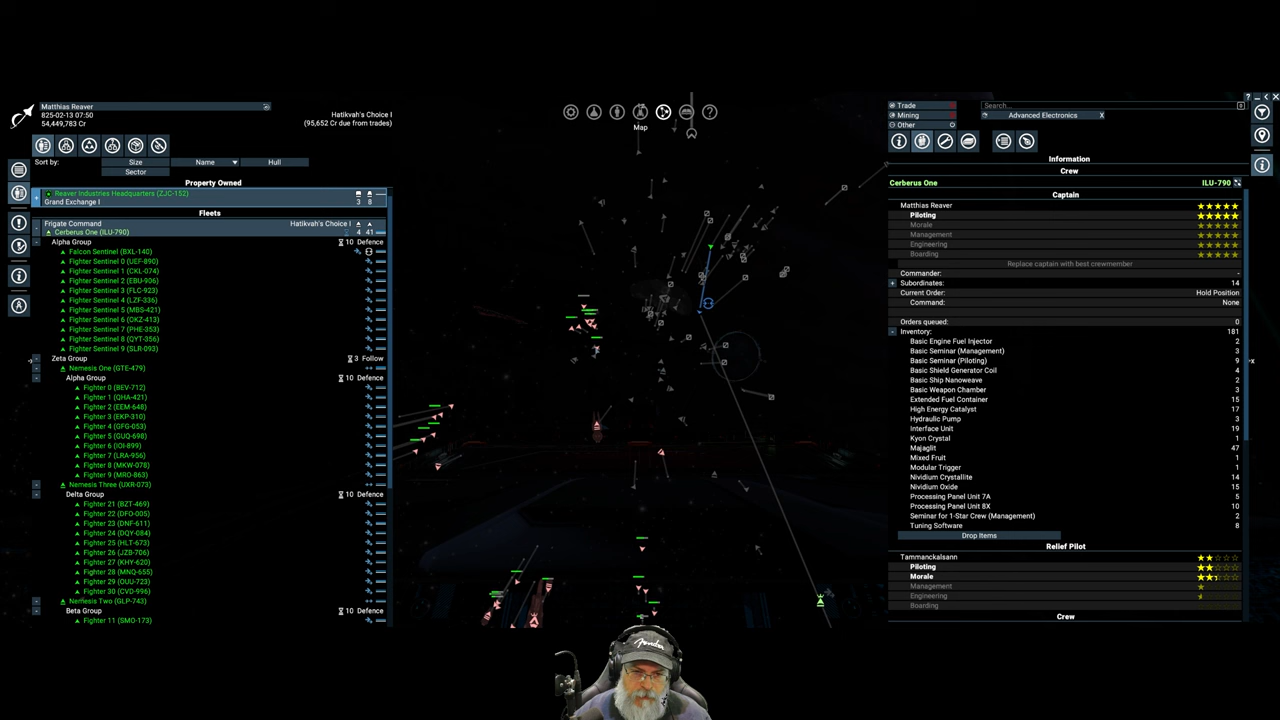 Matthias Reaver
825-02-13 07:50
54,449,783 Cr
Hatikvah's Choice I
(95,652 Cr due from trades)
Sort by:
Size
Name
Hull
Sector
Property Owned
Reaver Industries Headquarters (ZJC-152)
Grand Exchange I
3 8
Fleets
Frigate Command
Hatikvah's Choice I
Cerberus One (ILU-790)
4 41
Alpha Group
10 Defence
Falcon Sentinel (BXL-140)
Fighter Sentinel 0 (UEF-890)
Fighter Sentinel 1 (CKL-074)
Fighter Sentinel 2 (EBU-906)
Fighter Sentinel 3 (FLC-923)
Fighter Sentinel 4 (LZF-336)
Fighter Sentinel 5 (MBS-421)
Fighter Sentinel 6 (OKZ-413)
Fighter Sentinel 7 (PHE-353)
Fighter Sentinel 8 (QYT-356)
Fighter Sentinel 9 (SLR-093)
Zeta Group
3 Follow
Nemesis One (GTE-479)
Alpha Group
10 Defence
Fighter 0 (BEV-712)
Fighter 1 (QHA-421)
Fighter 2 (EEM-648)
Fighter 3 (EKP-310)
Fighter 4 (GFG-053)
Fighter 5 (GUQ-698)
Fighter 6 (IOI-899)
Fighter 7 (LRA-956)
Fighter 8 (MKW-078)
Fighter 9 (MRO-863)
Nemesis Three (UXR-073)
Delta Group
10 Defence
Fighter 21 (BZT-469)
Fighter 22 (DFO-005)
Fighter 23 (DNF-611)
Fighter 24 (DQY-084)
Fighter 25 (HLT-673)
Fighter 26 (JZB-706)
Fighter 27 (KHY-620)
Fighter 28 (MNQ-655)
Fighter 29 (OUU-723)
Fighter 30 (CVD-996)
Nemesis Two (GLP-743)
Beta Group
10 Defence
Fighter 11 (SMO-173)
Map
Fender
Trade
Mining
Other
Search...
Advanced Electronics X
Information
Crew
Cerberus One
ILU-790
Captain
Matthias Reaver
Piloting
Morale
Management
Engineering
Boarding
Replace captain with best crewmember
Commander: -
Subordinates: 14
Current Order: Hold Position
Command: None
Orders queued: 0
Inventory: 181
Basic Engine Fuel Injector 2
Basic Seminar (Management) 3
Basic Seminar (Piloting) 9
Basic Shield Generator Coil 4
Basic Ship Nanoweave 2
Basic Weapon Chamber 3
Extended Fuel Container 15
High Energy Catalyst 17
Hydraulic Pump 3
Interface Unit 19
Kyon Crystal 1
Majaglit 47
Mixed Fruit 1
Modular Trigger 1
Nividium Crystallite 14
Nividium Oxide 15
Processing Panel Unit 7A 5
Processing Panel Unit 8X 10
Seminar for 1-Star Crew (Management) 2
Tuning Software 8
Drop Items
Relief Pilot
Tammanckalsann
Piloting
Morale
Management
Engineering
Boarding
Crew